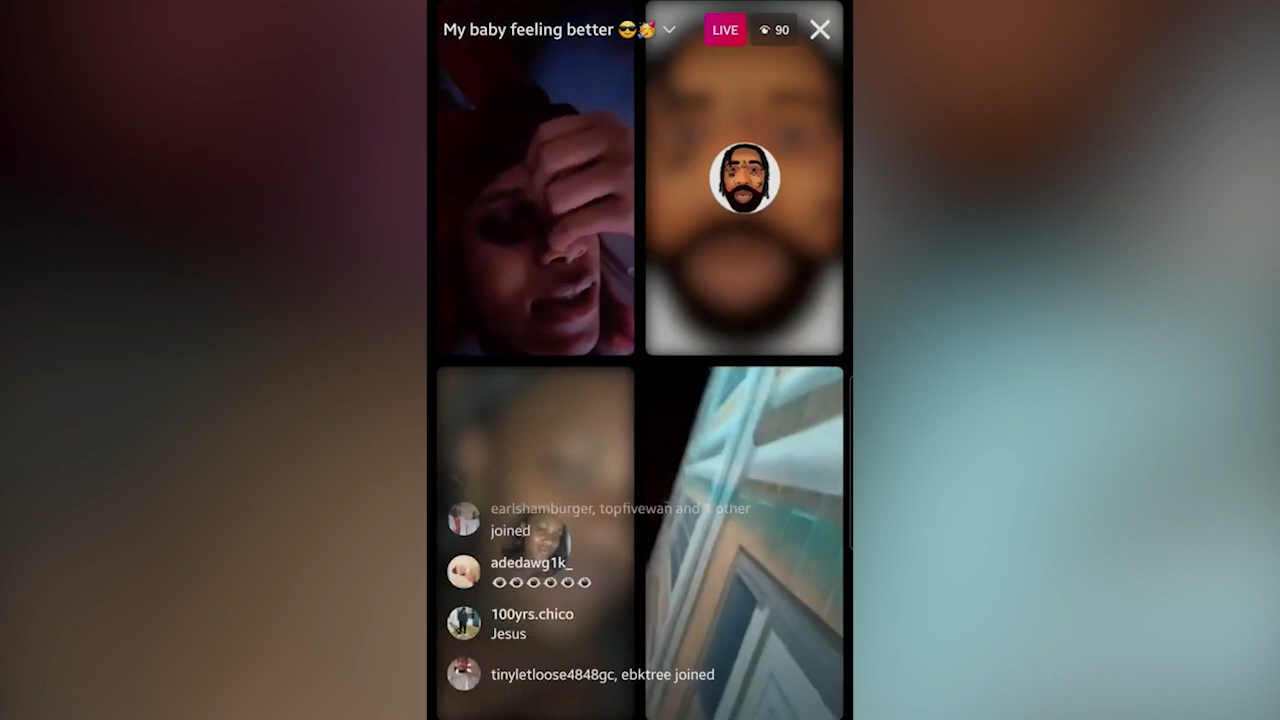 My baby feeling better 😎🥳
LIVE
90
earlshamburger, topfivewan and 1 other
joined
adedawg1k_
👁👁👁👁👁👁
100yrs.chico
Jesus
tinyletloose4848gc, ebktree joined